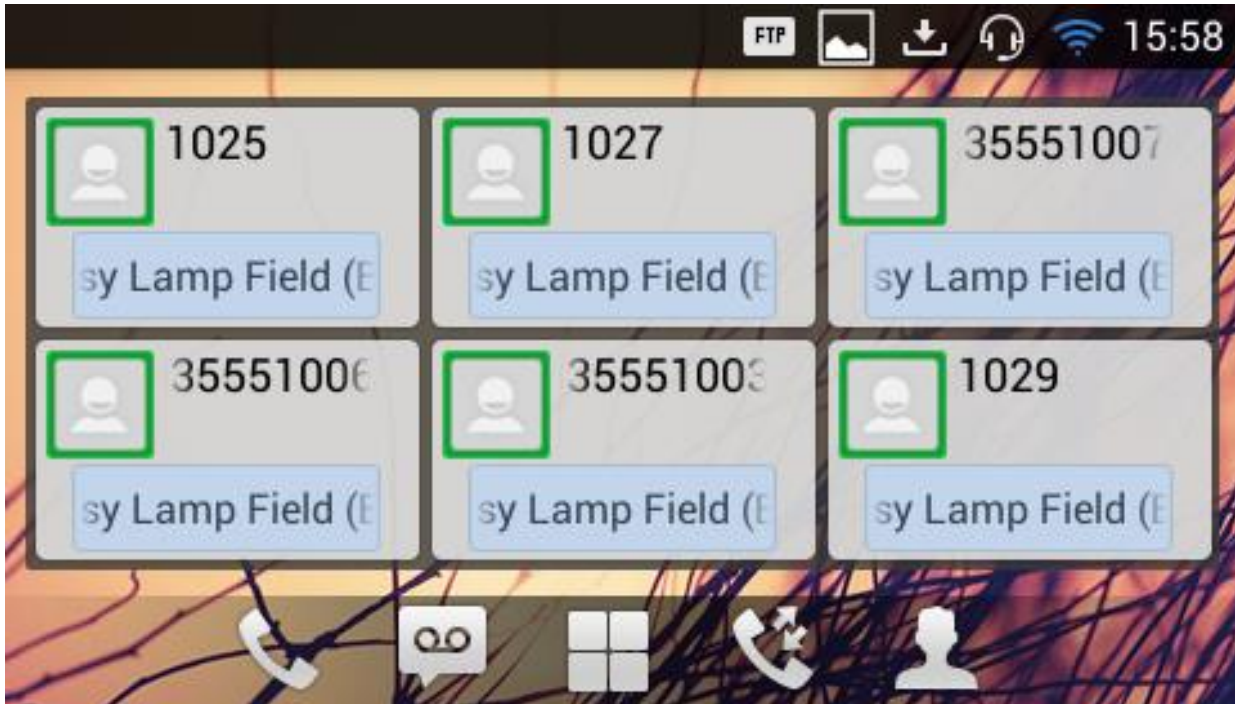 FTP 15:58
1025 1027 35551007
sy Lamp Field (B sy Lamp Field (B sy Lamp Field (B
35551006 35551003 1029
sy Lamp Field (B sy Lamp Field (B sy Lamp Field (B